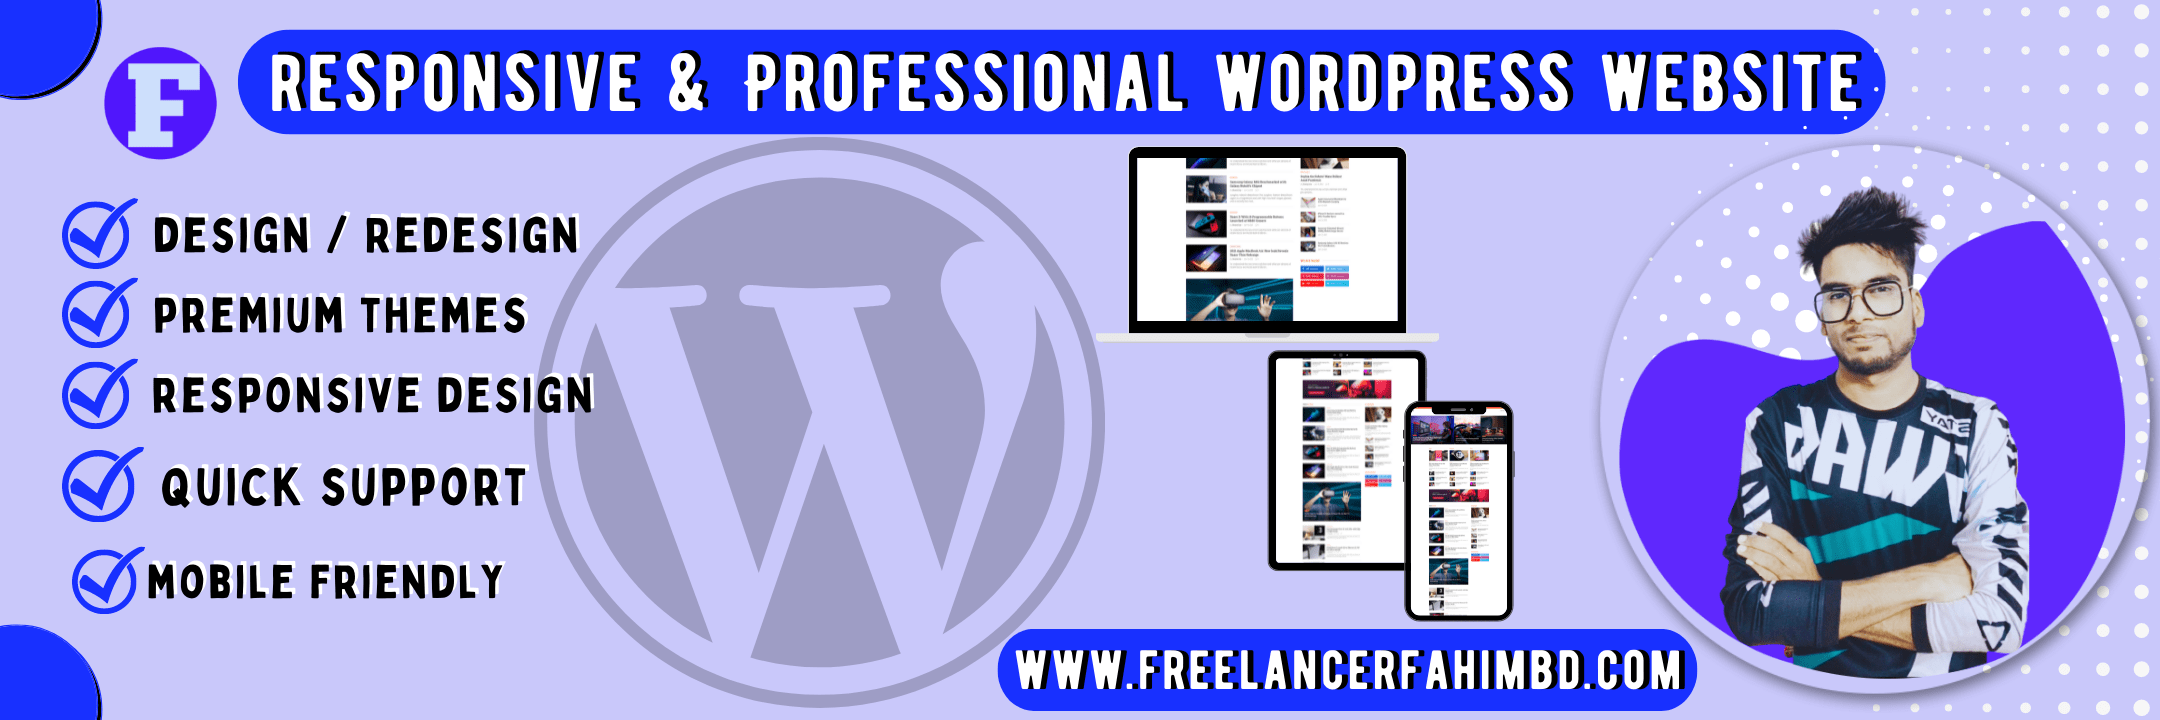 F
RESPONSIVE & PROFESSIONAL WORDPRESS WEBSITE
DESIGN / REDESIGN
PREMIUM THEMES
RESPONSIVE DESIGN
QUICK SUPPORT
MOBILE FRIENDLY
W
WWW.FREELANCERFAHIMBD.COM